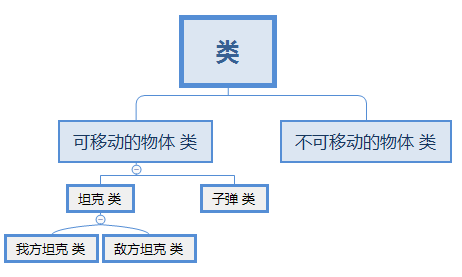 类
可移动的物体 类
不可移动的物体 类
坦克 类
子弹 类
我方坦克 类
敌方坦克 类